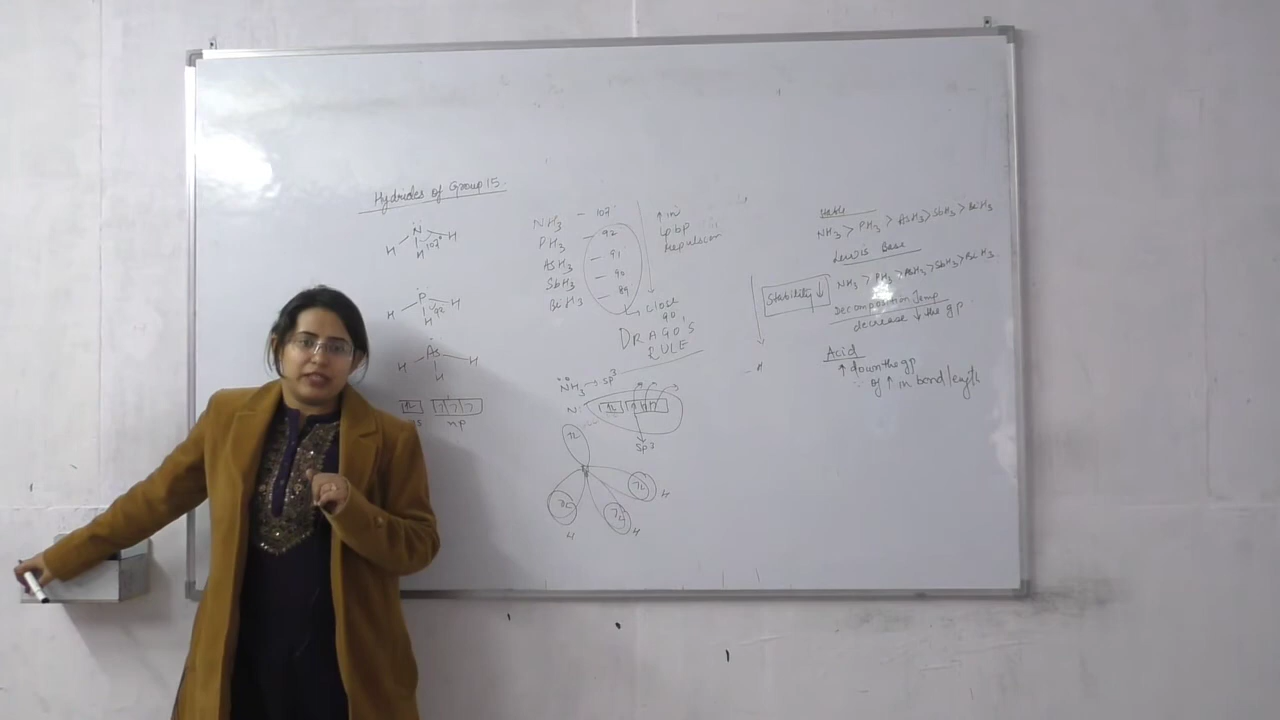 Hydrides of Group 15.
N
H H
H
107°
P
H H
H
92
As
H H
H
np
NH3 - 107°
PH3 - 92
AsH3 - 91
SbH3 - 90
BiH3 - 89
↑ in
lp bp
repulsion
Close
90°
DRAGO'S
RULE
NH3 → sp3
N
sp3
H
H
H
NH3 > PH3 > AsH3 > SbH3 > BiH3
Lewis Base
NH3 > PH3 > AsH3 > SbH3 > BiH3
Stability ↓
Decomposition Temp
decrease ↓ the gp
Acid
↑ down the gp
∵ of ↑ in bond length